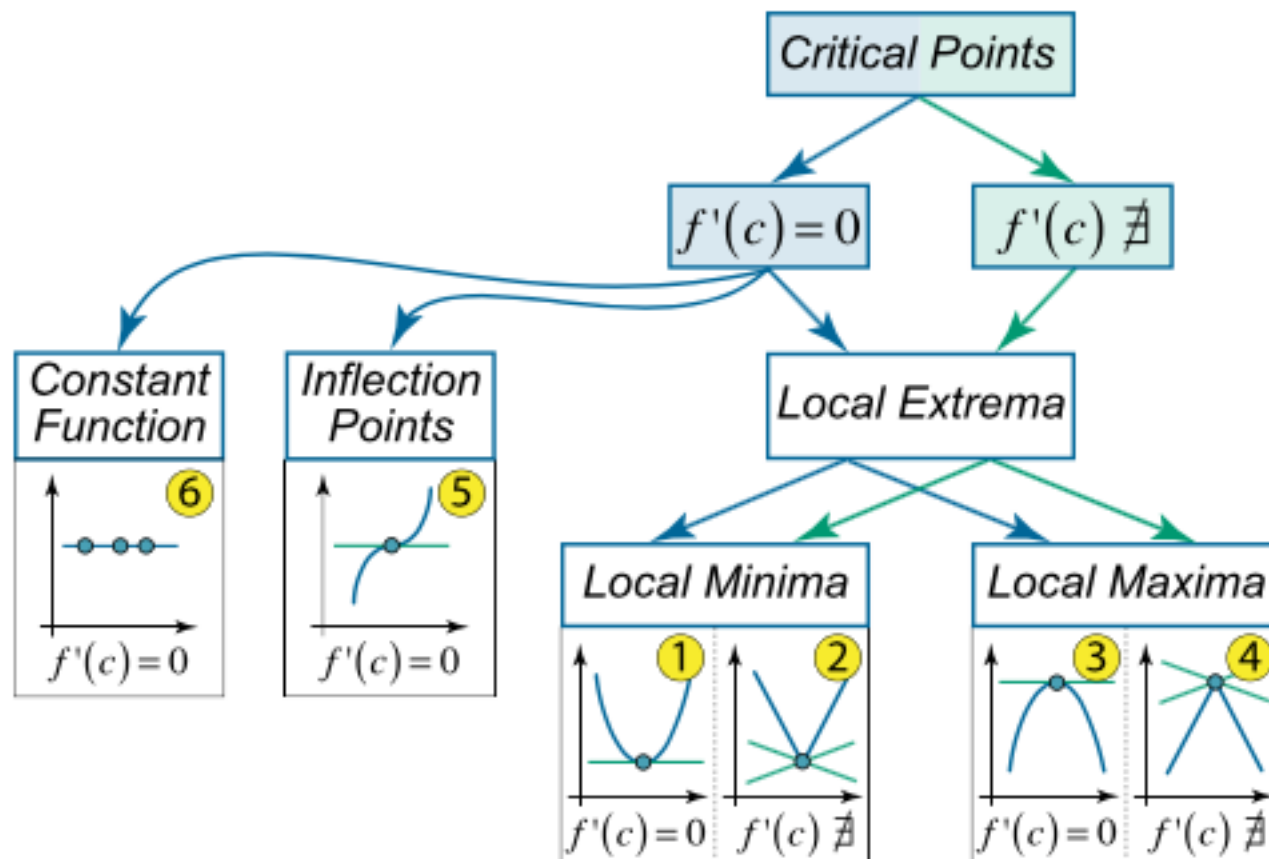 Critical Points
f'(c) = 0
f'(c) ∄
Constant
Function
Inflection
Points
Local Extrema
6
5
f'(c) = 0
f'(c) = 0
Local Minima
Local Maxima
1
2
3
4
f'(c) = 0
f'(c) ∄
f'(c) = 0
f'(c) ∄